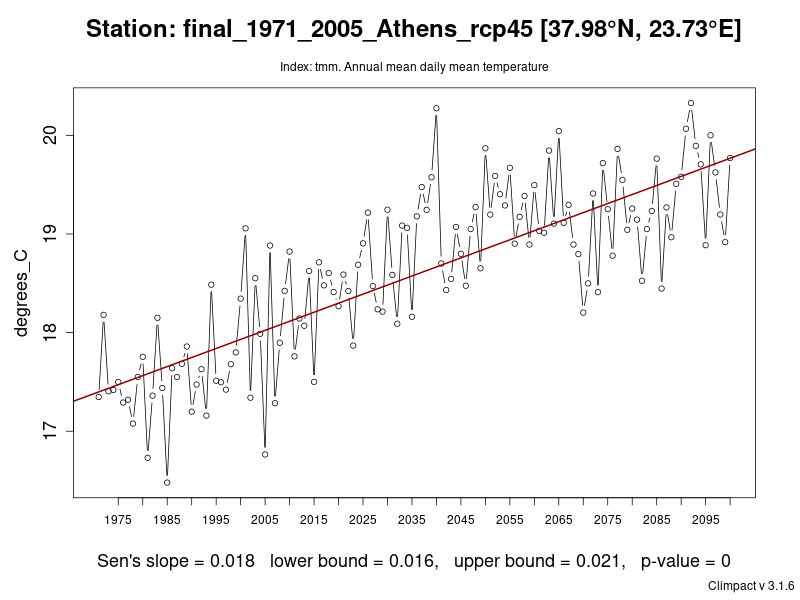 Station: final_1971_2005_Athens_rcp45 [37.98°N, 23.73°E]
Index: tmm. Annual mean daily mean temperature
degrees_C
20
19
18
17
1975 1985 1995 2005 2015 2025 2035 2045 2055 2065 2075 2085 2095
Sen's slope = 0.018 lower bound = 0.016, upper bound = 0.021, p-value = 0
Climpact v 3.1.6